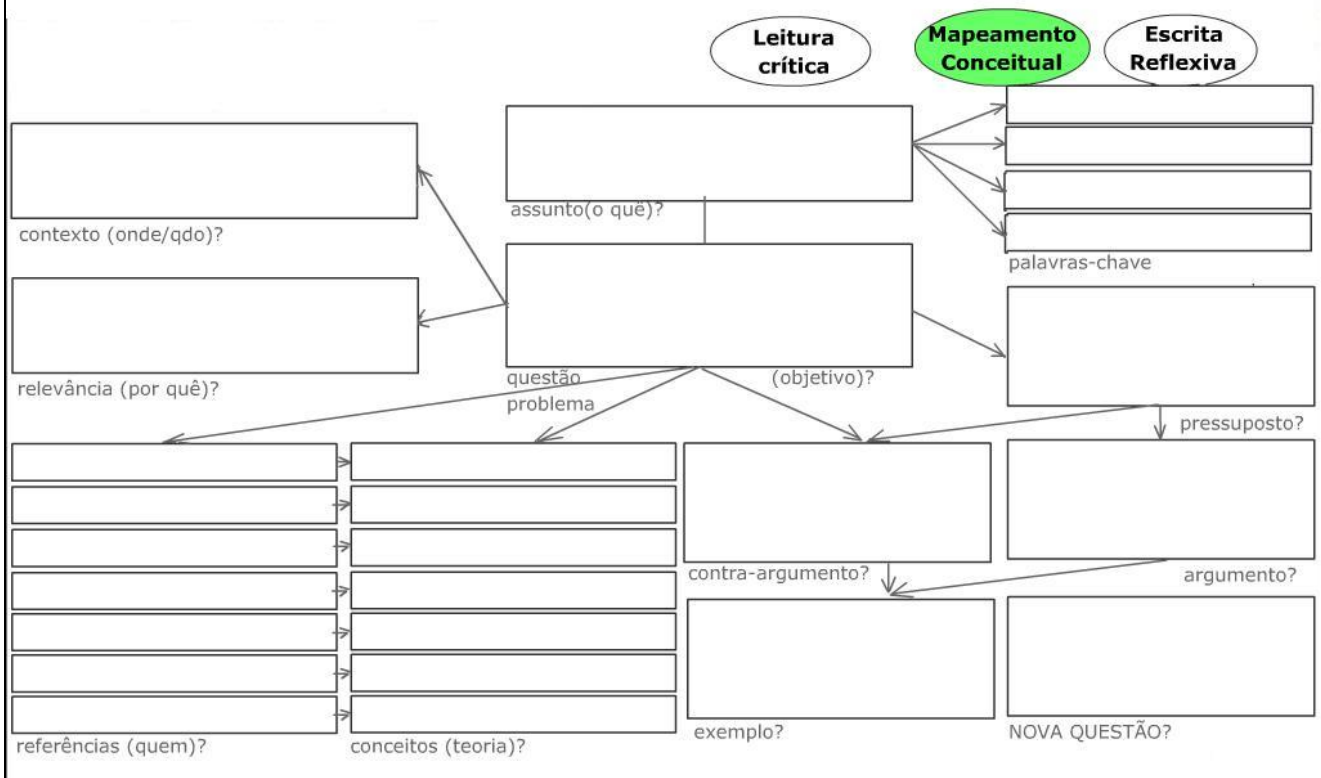 Leitura
crítica
Mapeamento
Conceitual
Escrita
Reflexiva
assunto(o quê)?
contexto (onde/qdo)?
palavras-chave
relevância (por quê)?
questão
problema
(objetivo)?
pressuposto?
contra-argumento?
argumento?
referências (quem)?
conceitos (teoria)?
exemplo?
NOVA QUESTÃO?